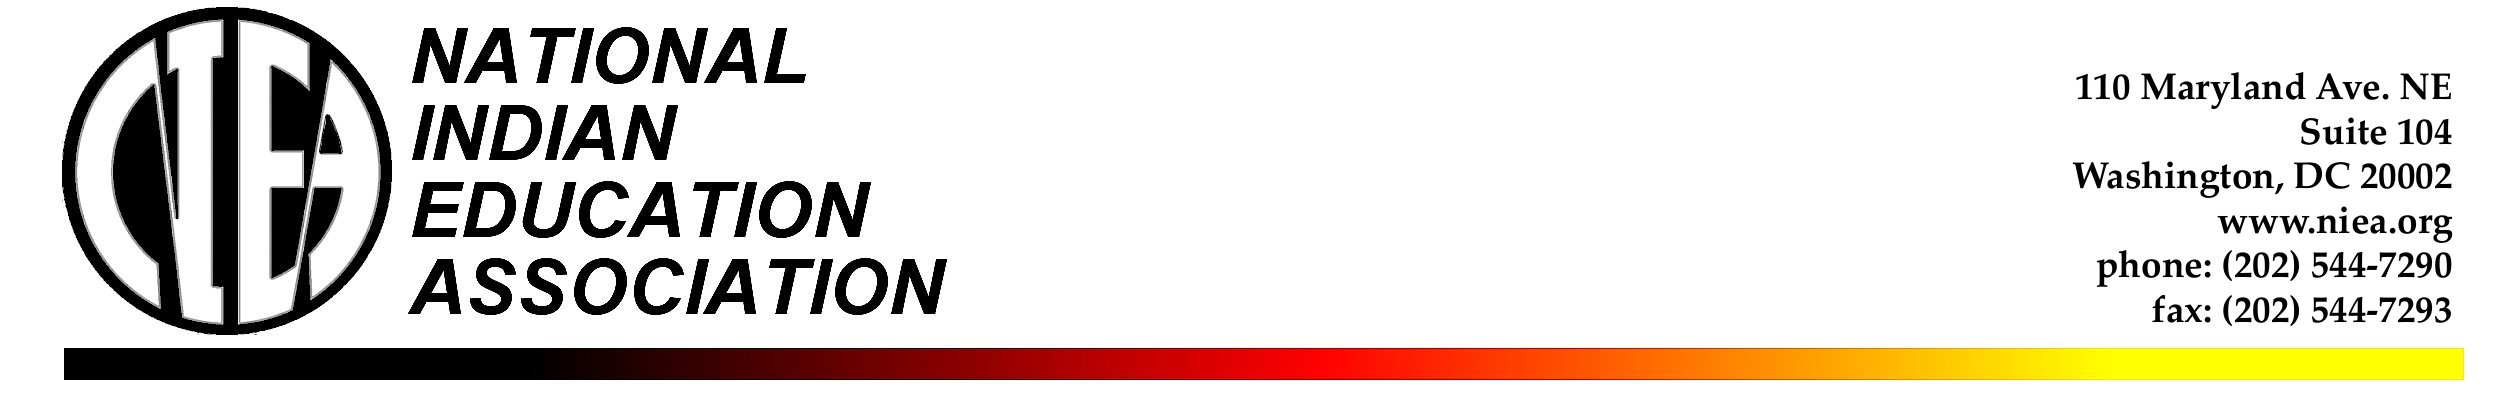 NIEA
NATIONAL
INDIAN
EDUCATION
ASSOCIATION
110 Maryland Ave. NE
Suite 104
Washington, DC 20002
www.niea.org
phone: (202) 544-7290
fax: (202) 544-7293